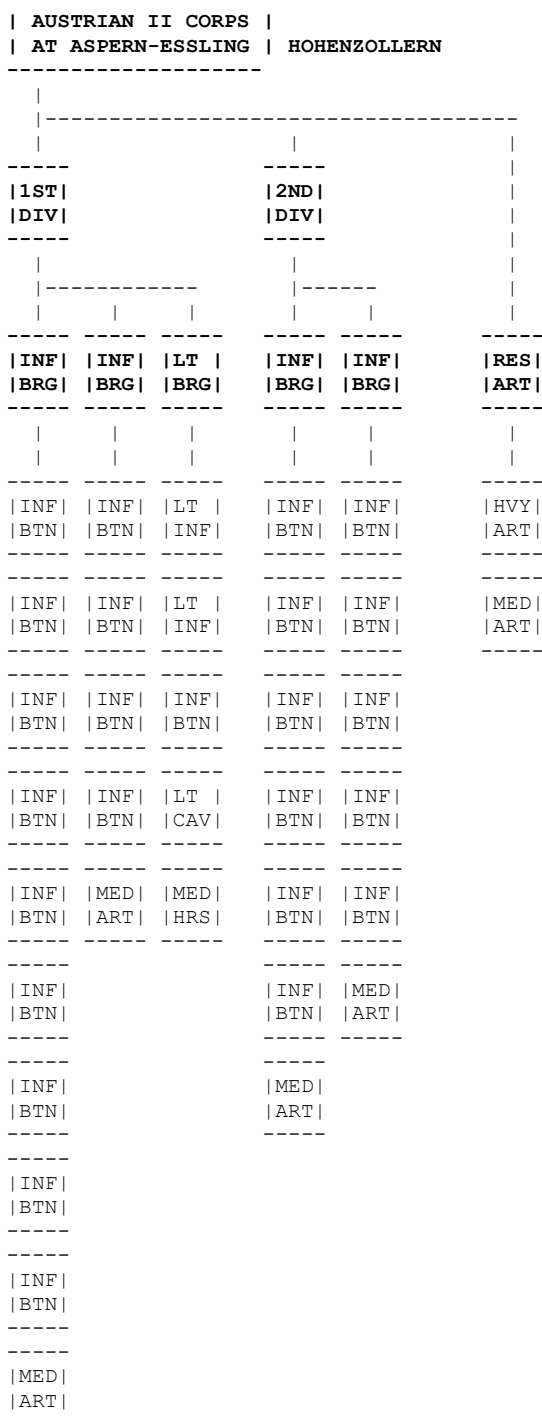 | AUSTRIAN II CORPS |
| AT ASPERN-ESSLING | HOHENZOLLERN
|1ST| |2ND|
|DIV| |DIV|
|INF| |INF| |LT | |INF| |INF| |RES|
|BRG| |BRG| |BRG| |BRG| |BRG| |ART|
|INF| |INF| |LT | |INF| |INF| |HVY|
|BTN| |BTN| |INF| |BTN| |BTN| |ART|
|INF| |INF| |LT | |INF| |INF| |MED|
|BTN| |BTN| |INF| |BTN| |BTN| |ART|
|INF| |INF| |INF| |INF| |INF|
|BTN| |BTN| |BTN| |BTN| |BTN|
|INF| |INF| |LT | |INF| |INF|
|BTN| |BTN| |CAV| |BTN| |BTN|
|INF| |MED| |MED| |INF| |INF|
|BTN| |ART| |HRS| |BTN| |BTN|
|INF| |INF| |MED|
|BTN| |BTN| |ART|
|INF| |MED|
|BTN| |ART|
|INF|
|BTN|
|INF|
|BTN|
|MED|
|ART|